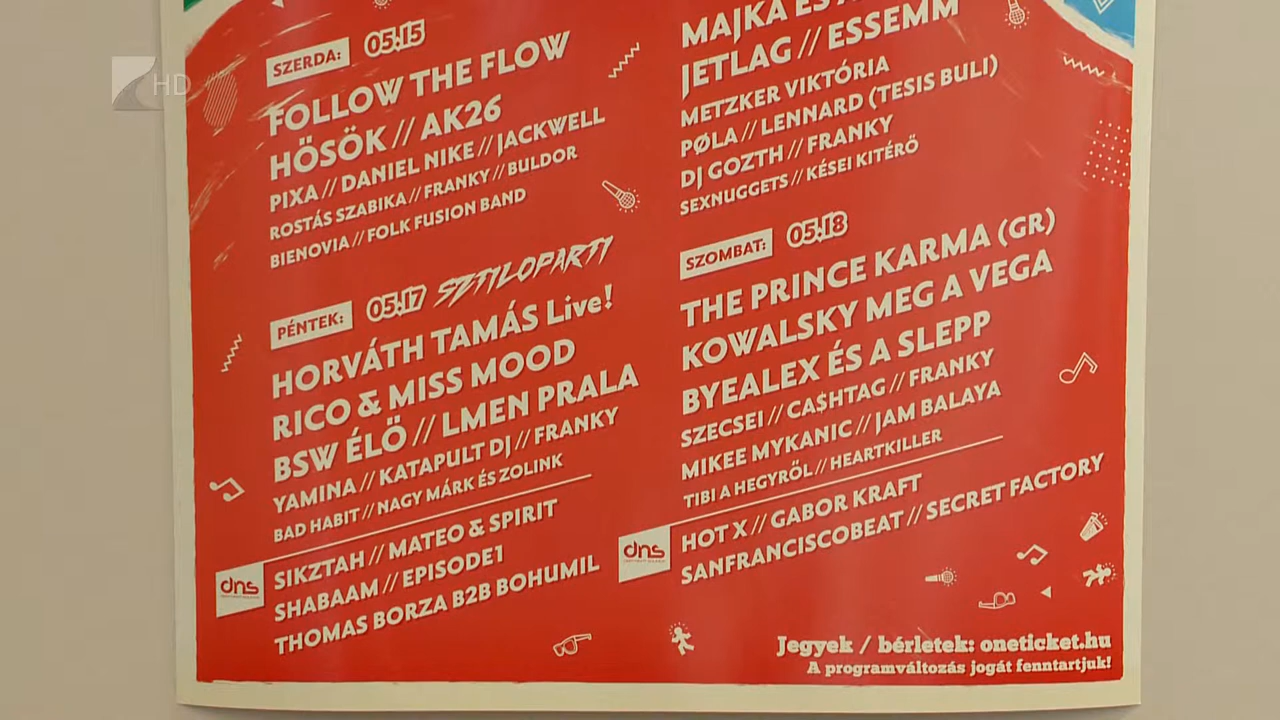 HD
SZERDA: 05.15
FOLLOW THE FLOW
HŐSÖK // AK26
PIXA // DANIEL NIKE // JACKWELL
ROSTÁS SZABIKA // FRANKY // BULDOR
BIENOVIA // FOLK FUSION BAND
PÉNTEK: 05.17 SZTILOPARTI
HORVÁTH TAMÁS Live!
RICO & MISS MOOD
BSW ÉLŐ // LMEN PRALA
YAMINA // KATAPULT DJ // FRANKY
BAD HABIT // NAGY MÁRK ÉS ZOLINK
dns
SIKZTAH // MATEO & SPIRIT
SHABAAM // EPISODE1
THOMAS BORZA B2B BOHUMIL
MAJKA ÉS A
JETLAG // ESSEMM
METZKER VIKTÓRIA
PØLA // LENNARD (TESIS BULI)
DJ GOZTH // FRANKY
SEXNUGGETS // KÉSEI KITÉRŐ
SZOMBAT: 05.18
THE PRINCE KARMA (GR)
KOWALSKY MEG A VEGA
BYEALEX ÉS A SLEPP
SZECSEI // CA$HTAG // FRANKY
MIKEE MYKANIC // JAM BALAYA
TIBI A HEGYRŐL // HEARTKILLER
dns
HOT X // GABOR KRAFT
SANFRANCISCOBEAT // SECRET FACTORY
Jegyek / bérletek: oneticket.hu
A programváltozás jogát fenntartjuk!